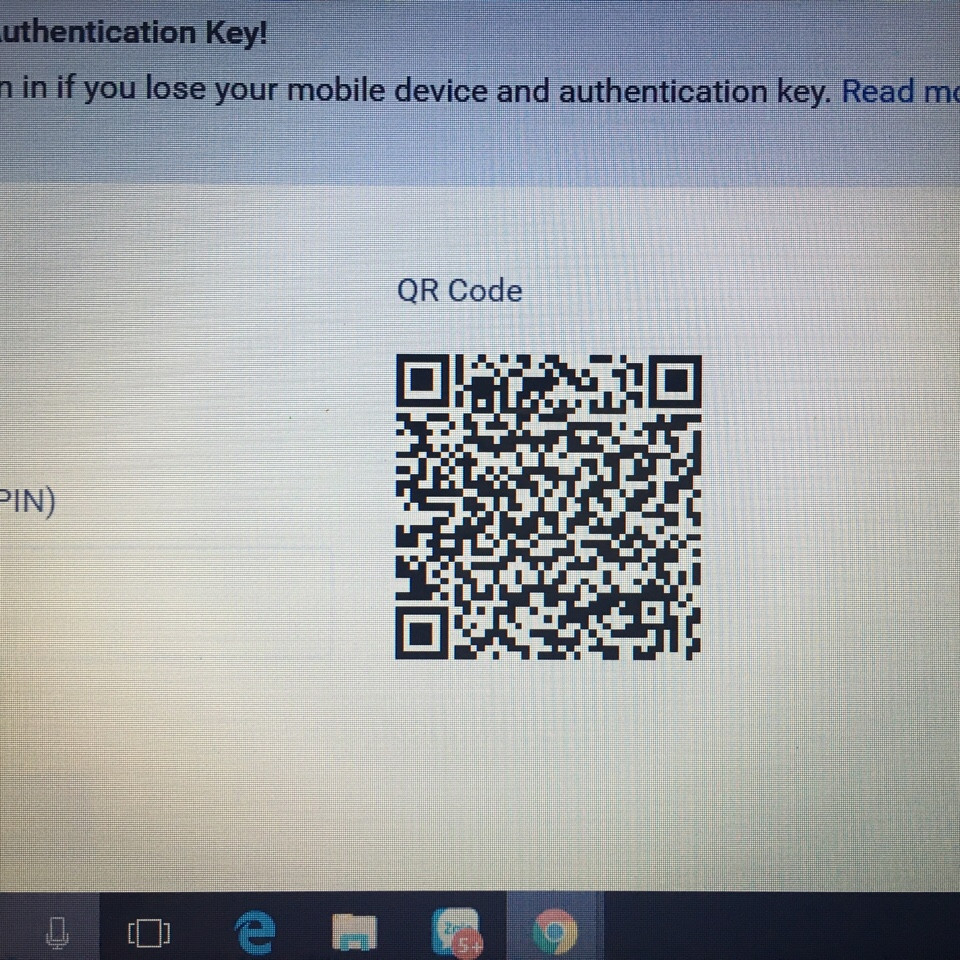 uthentication Key!
n in if you lose your mobile device and authentication key. Read mo
QR Code
PIN)
5+